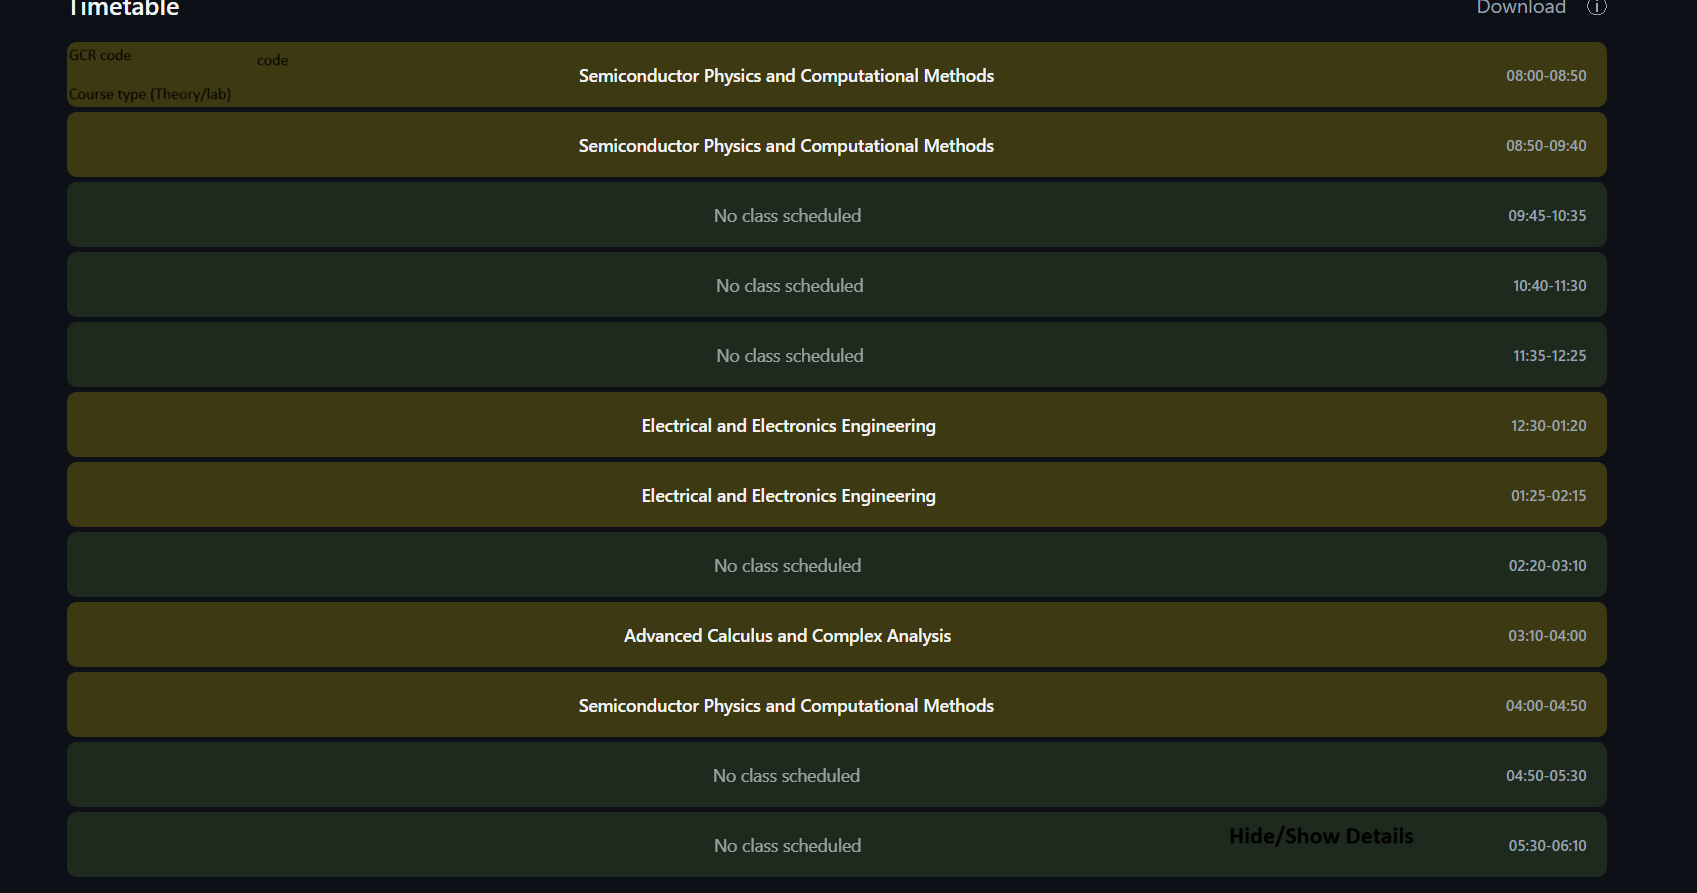 Timetable
Download
GCR code
code
Course type (Theory/lab)
Semiconductor Physics and Computational Methods
08:00-08:50
Semiconductor Physics and Computational Methods
08:50-09:40
No class scheduled
09:45-10:35
No class scheduled
10:40-11:30
No class scheduled
11:35-12:25
Electrical and Electronics Engineering
12:30-01:20
Electrical and Electronics Engineering
01:25-02:15
No class scheduled
02:20-03:10
Advanced Calculus and Complex Analysis
03:10-04:00
Semiconductor Physics and Computational Methods
04:00-04:50
No class scheduled
04:50-05:30
No class scheduled
Hide/Show Details
05:30-06:10